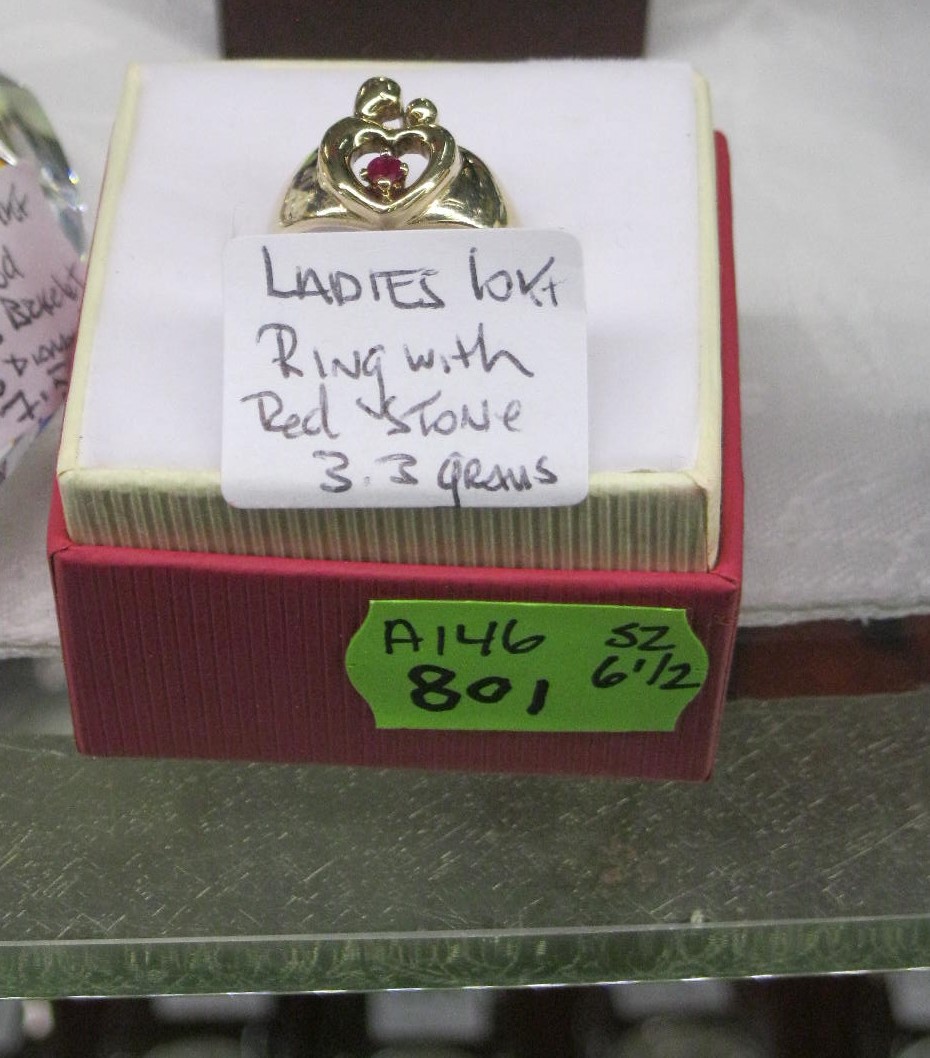 LADIES 10Kt
Ring with
Red Stone
3.3 grams
A146 SZ
801 6 1/2